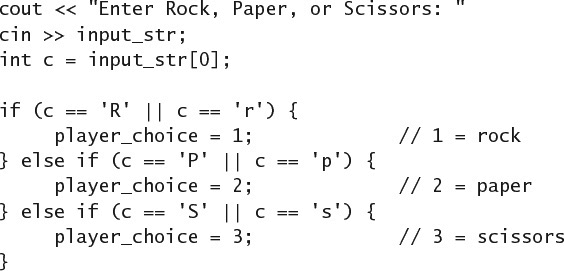 cout << "Enter Rock, Paper, or Scissors: "
cin >> input_str;
int c = input_str[0];

if (c == 'R' || c == 'r') {
     player_choice = 1;             // 1 = rock
} else if (c == 'P' || c == 'p') {
     player_choice = 2;             // 2 = paper
} else if (c == 'S' || c == 's') {
     player_choice = 3;             // 3 = scissors
}